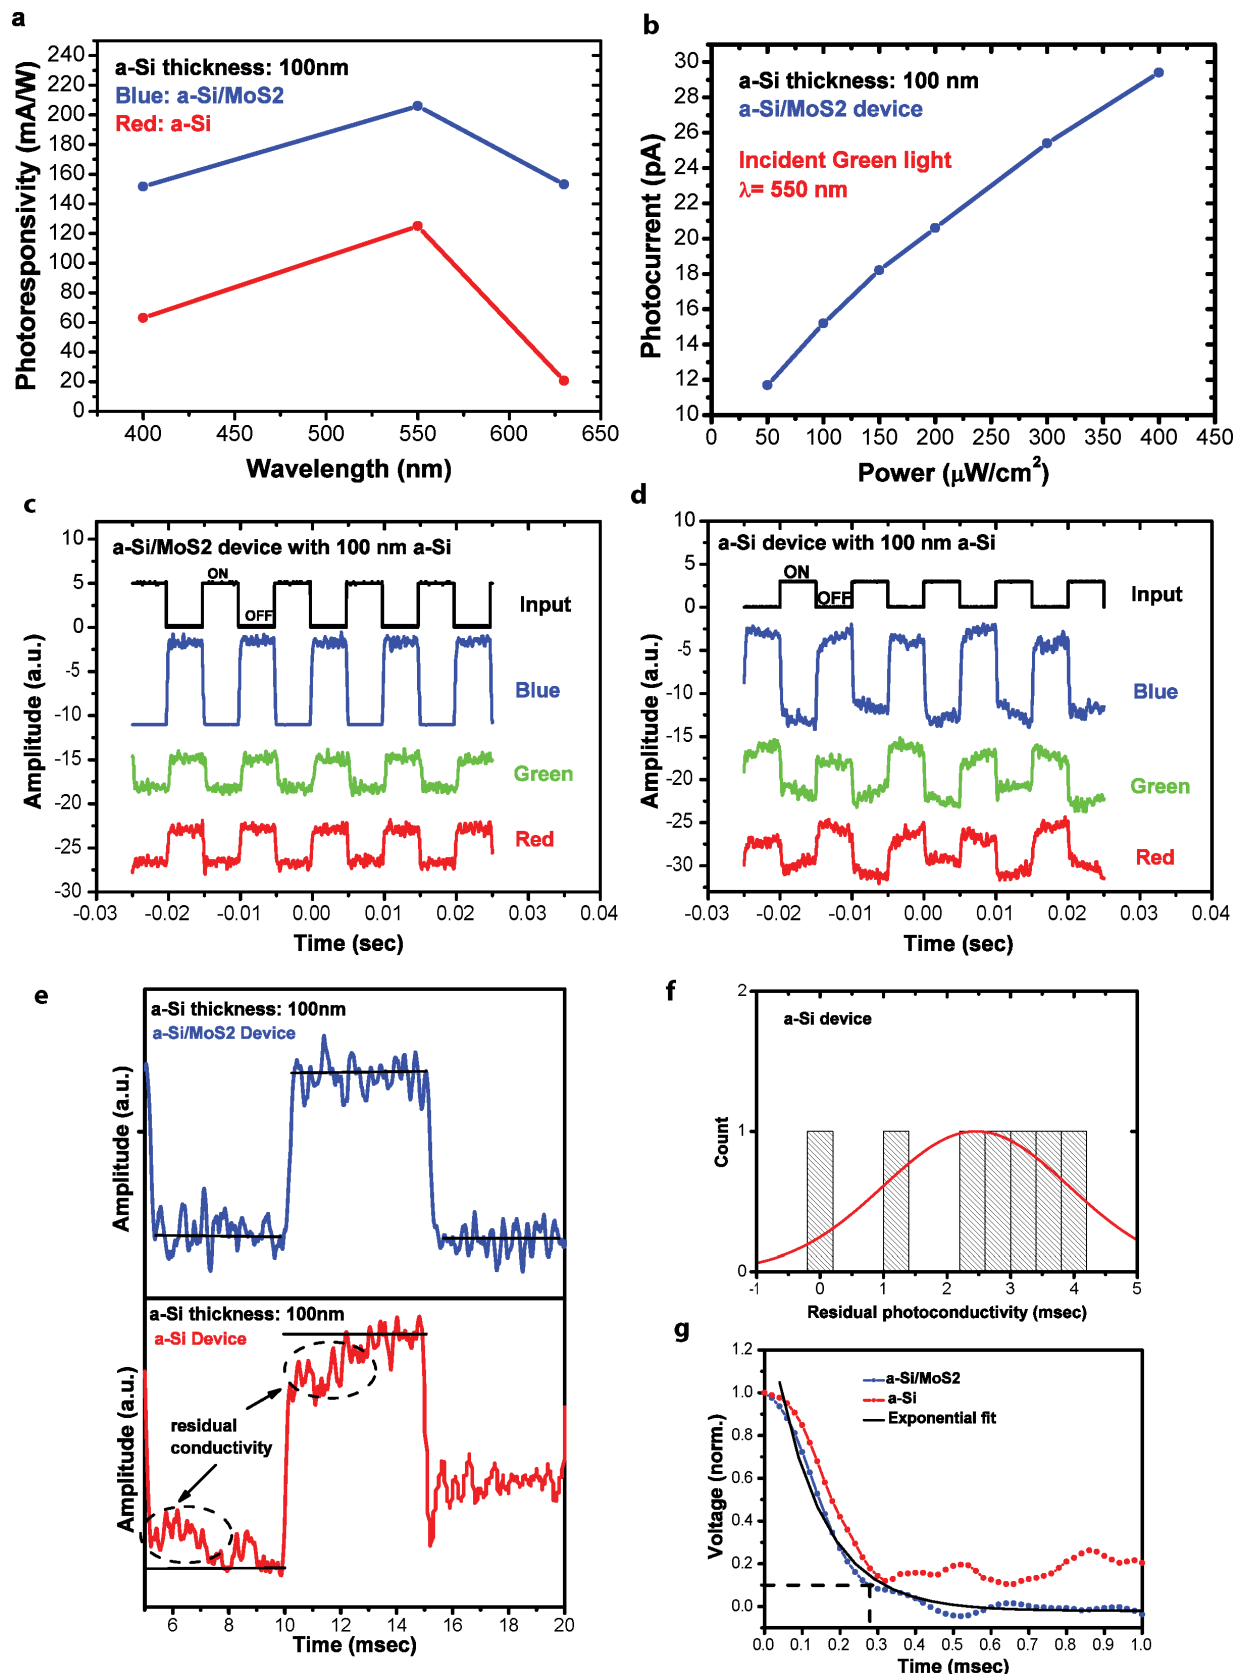 a
a-Si thickness: 100nm
Blue: a-Si/MoS2
Red: a-Si
Photoresponsivity (mA/W)
240
220
200
180
160
140
120
100
80
60
40
20
0
400 450 500 550 600 650
Wavelength (nm)
b
a-Si thickness: 100 nm
a-Si/MoS2 device
Incident Green light
λ= 550 nm
Photocurrent (pA)
30
28
26
24
22
20
18
16
14
12
10
0 50 100 150 200 300 350 400 450
Power (μW/cm²)
c
a-Si/MoS2 device with 100 nm a-Si
ON
OFF
Input
Blue
Green
Red
Amplitude (a.u.)
10
5
0
-5
-10
-15
-20
-25
-30
-0.03 -0.02 -0.01 0.00 0.01 0.02 0.03 0.04
Time (sec)
d
a-Si device with 100 nm a-Si
ON
OFF
Input
Blue
Green
Red
Amplitude (a.u.)
10
5
0
-5
-10
-15
-20
-25
-30
-0.03 -0.02 -0.01 0.00 0.01 0.02 0.03 0.04
Time (sec)
e
a-Si thickness: 100nm
a-Si/MoS2 Device
Amplitude (a.u.)
a-Si thickness: 100nm
a-Si Device
residual
conductivity
Amplitude (a.u.)
6 8 10 12 14 16 18 20
Time (msec)
f
a-Si device
Count
2
1
0
-1 0 1 2 3 4 5
Residual photoconductivity (msec)
g
a-Si/MoS2
a-Si
Exponential fit
Voltage (norm.)
1.2
1.0
0.8
0.6
0.4
0.2
0.0
0.0 0.1 0.2 0.3 0.4 0.5 0.6 0.7 0.8 0.9 1.0
Time (msec)